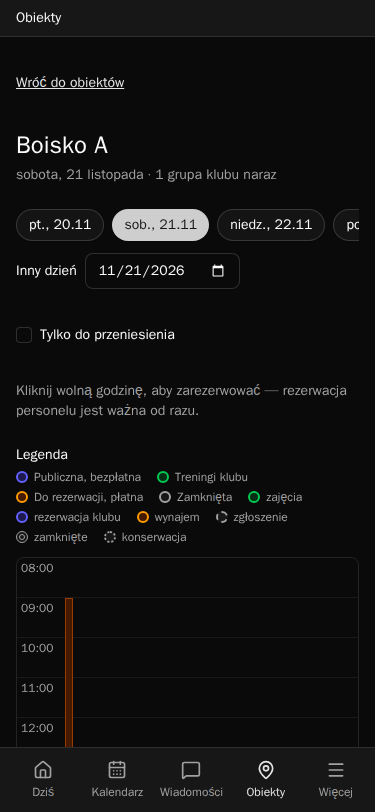 Obiekty
Wróć do obiektów
Boisko A
sobota, 21 listopada · 1 grupa klubu naraz
pt., 20.11 sob., 21.11 niedz., 22.11
Inny dzień 11/21/2026
Tylko do przeniesienia
Kliknij wolną godzinę, aby zarezerwować — rezerwacja
personelu jest ważna od razu.
Legenda
Publiczna, bezpłatna Treningi klubu
Do rezerwacji, płatna Zamknięta zajęcia
rezerwacja klubu wynajem zgłoszenie
zamknięte konserwacja
08:00
09:00
10:00
11:00
12:00
Dziś Kalendarz Wiadomości Obiekty Więcej